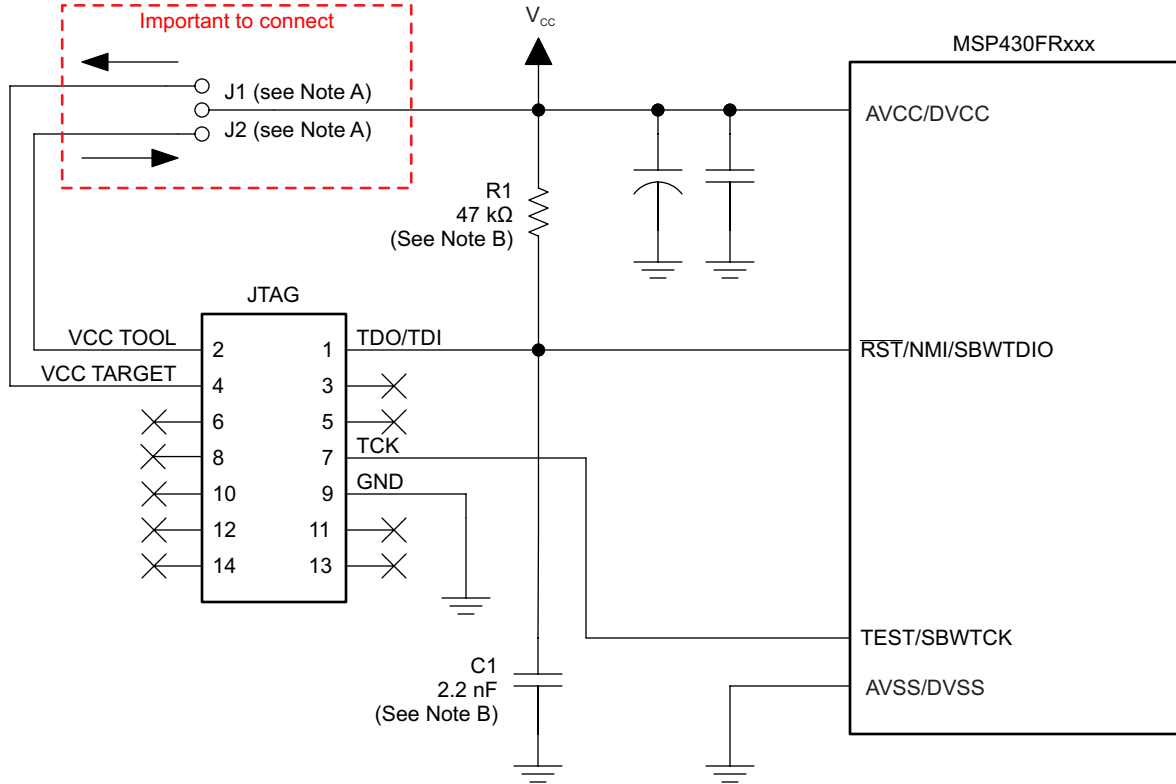 Important to connect
VCC
MSP430FRxxx
J1 (see Note A)
J2 (see Note A)
AVCC/DVCC
R1
47 kΩ
(See Note B)
JTAG
VCC TOOL
2
1
TDO/TDI
RST/NMI/SBWTDIO
VCC TARGET
4
3
6
5
TCK
8
7
GND
10
9
12
11
14
13
TEST/SBWTCK
C1
2.2 nF
(See Note B)
AVSS/DVSS